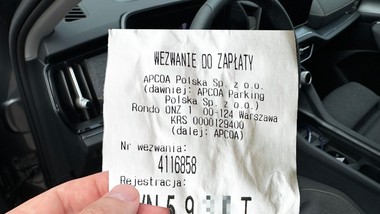 WEZWANIE DO ZAPŁATY
APCOA Polska Sp. z o.o.
(dawniej: APCOA Parking
Polska Sp. z o.o.)
Rondo ONZ 1 00-124 Warszawa
KRS 0000129400
(dalej: APCOA)
Nr wezwania:
4116858
Rejestracja: